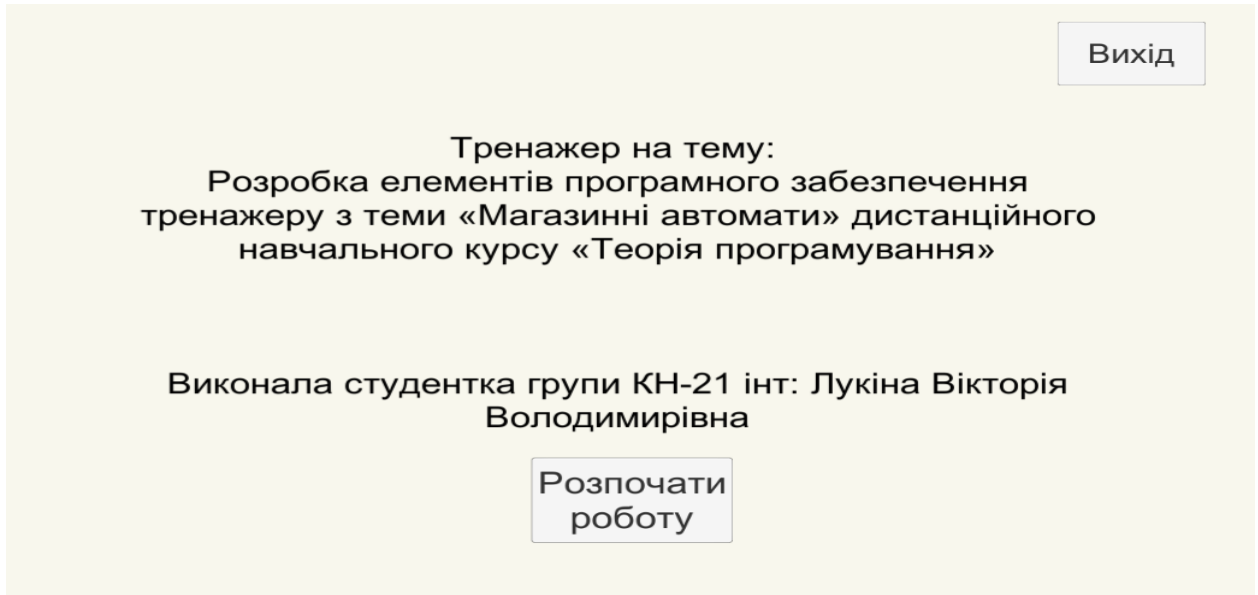 Вихід
Тренажер на тему:
Розробка елементів програмного забезпечення
тренажеру з теми «Магазинні автомати» дистанційного
навчального курсу «Теорія програмування»
Виконала студентка групи КН-21 інт: Лукіна Вікторія
Володимирівна
Розпочати
роботу